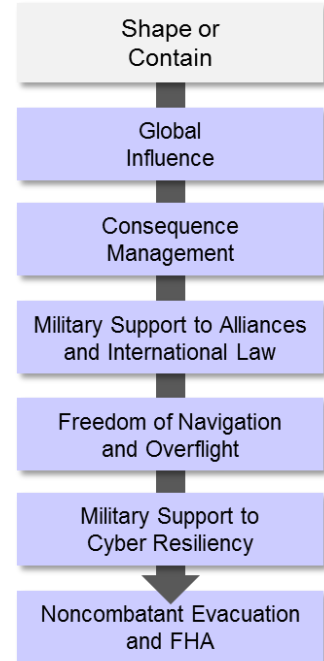 Shape or
Contain
Global
Influence
Consequence
Management
Military Support to Alliances
and International Law
Freedom of Navigation
and Overflight
Military Support to
Cyber Resiliency
Noncombatant Evacuation
and FHA